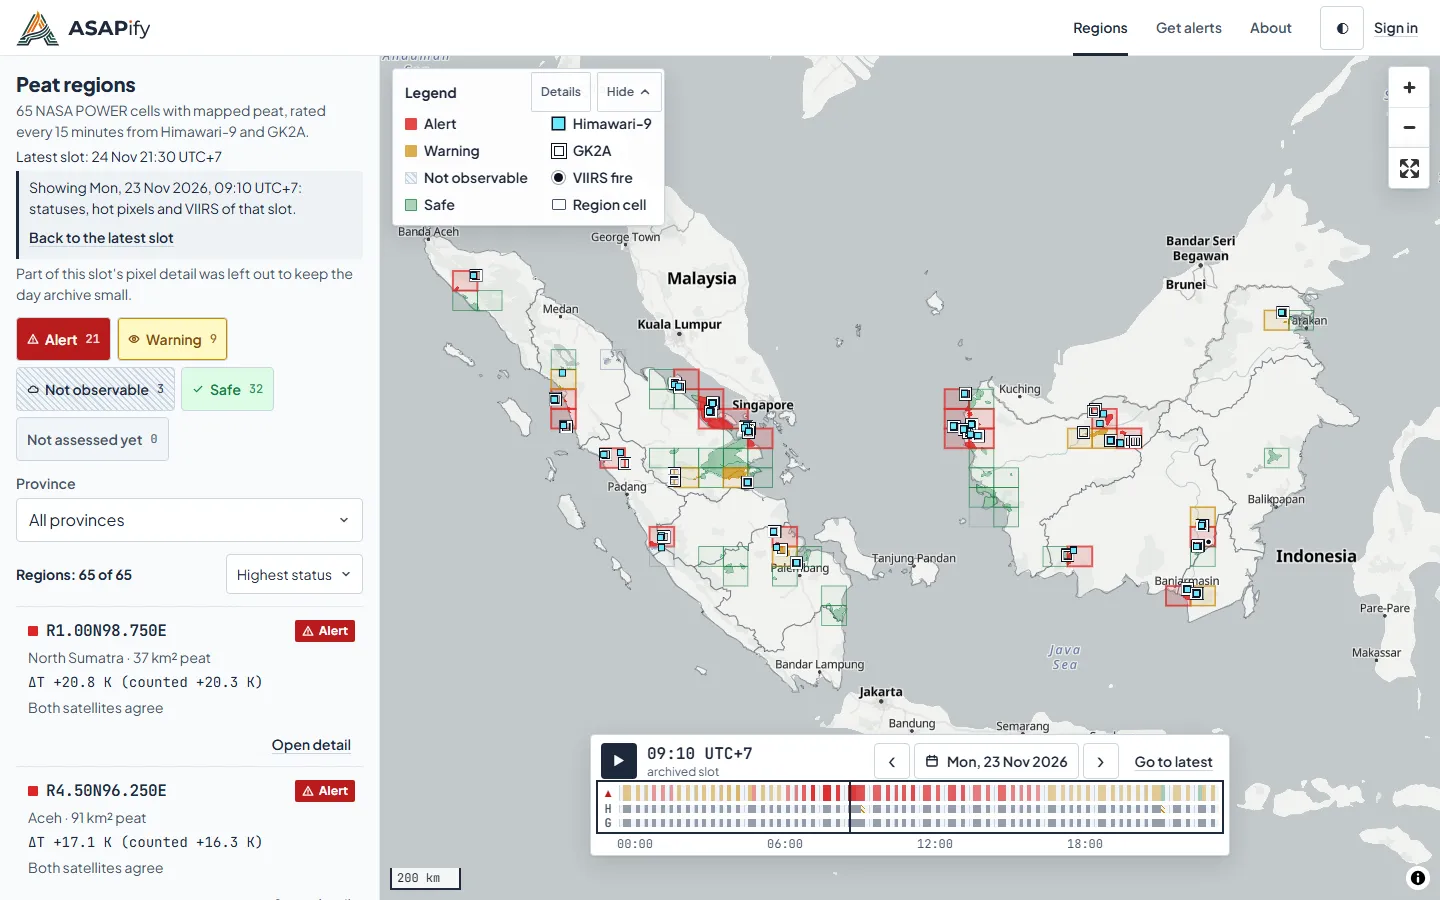 ASAPify
Regions
Get alerts
About
Sign in
Peat regions
65 NASA POWER cells with mapped peat, rated
every 15 minutes from Himawari-9 and GK2A.
Latest slot: 24 Nov 21:30 UTC+7
Showing Mon, 23 Nov 2026, 09:10 UTC+7:
statuses, hot pixels and VIIRS of that slot.
Back to the latest slot
Part of this slot's pixel detail was left out to keep the
day archive small.
Alert 21
Warning 9
Not observable 3
Safe 32
Not assessed yet 0
Province
All provinces
Regions: 65 of 65
Highest status
R1.00N98.750E
Alert
North Sumatra · 37 km² peat
ΔT +20.8 K (counted +20.3 K)
Both satellites agree
Open detail
R4.50N96.250E
Alert
Aceh · 91 km² peat
ΔT +17.1 K (counted +16.3 K)
Both satellites agree
Legend
Details
Hide
Alert
Himawari-9
Warning
GK2A
Not observable
VIIRS fire
Safe
Region cell
Banda Aceh
George Town
Malaysia
Medan
Kuala Lumpur
Singapore
Padang
Palembang
Tanjung Pandan
Bandar Lampung
Jakarta
Bandung
Semarang
Bandar Seri
Begawan
Brunei
Tarakan
Kuching
Balikpapan
Indonesia
Banjarmasin
Pare-Pare
Makassar
Java
Sea
09:10 UTC+7
archived slot
Mon, 23 Nov 2026
Go to latest
H
G
00:00
06:00
12:00
18:00
200 km